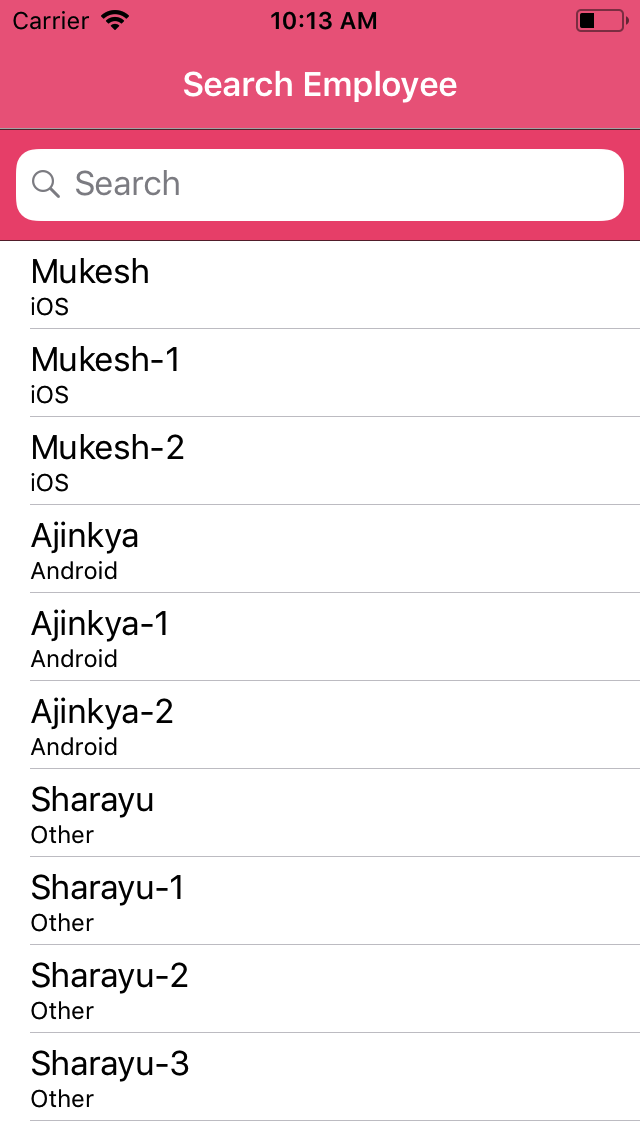 Carrier 10:13 AM
Search Employee
Search
Mukesh
iOS
Mukesh-1
iOS
Mukesh-2
iOS
Ajinkya
Android
Ajinkya-1
Android
Ajinkya-2
Android
Sharayu
Other
Sharayu-1
Other
Sharayu-2
Other
Sharayu-3
Other